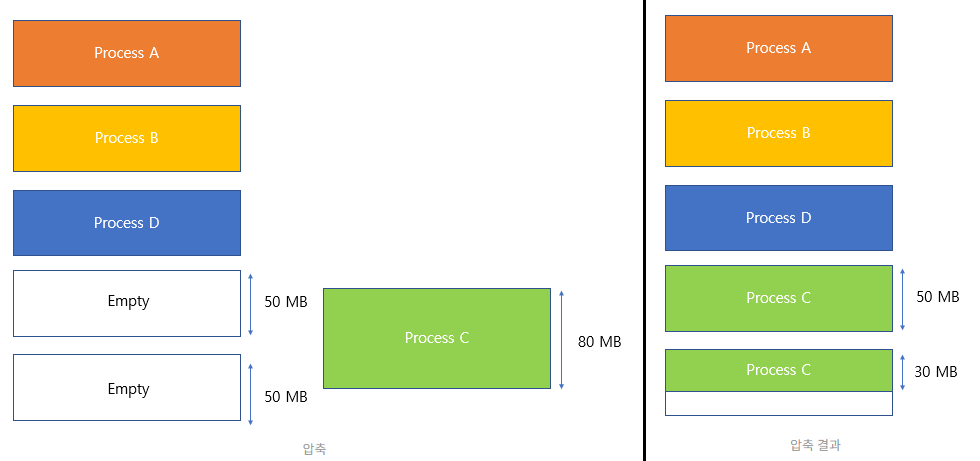 Process A
Process B
Process D
Empty
50 MB
Empty
50 MB
Process C
80 MB
압축
Process A
Process B
Process D
Process C
50 MB
Process C
30 MB
압축 결과